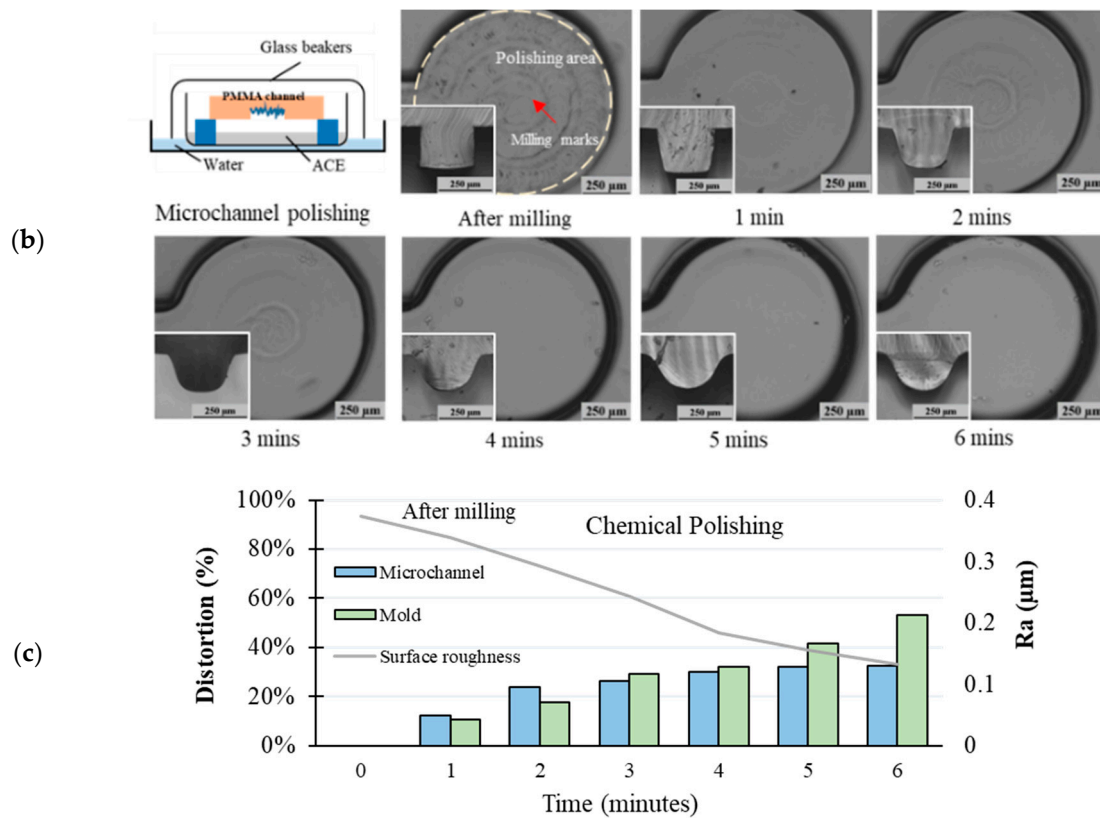 (b)
Glass beakers
PMMA channel
Water
ACE
Microchannel polishing
Polishing area
Milling marks
250 μm
250 μm
After milling
250 μm
250 μm
1 min
250 μm
250 μm
2 mins
250 μm
250 μm
3 mins
250 μm
250 μm
4 mins
250 μm
250 μm
5 mins
250 μm
250 μm
6 mins
(c)
Chemical Polishing
After milling
Microchannel
Mold
Surface roughness
Distortion (%)
100%
80%
60%
40%
20%
0%
Ra (μm)
0.4
0.3
0.2
0.1
0
0 1 2 3 4 5 6
Time (minutes)